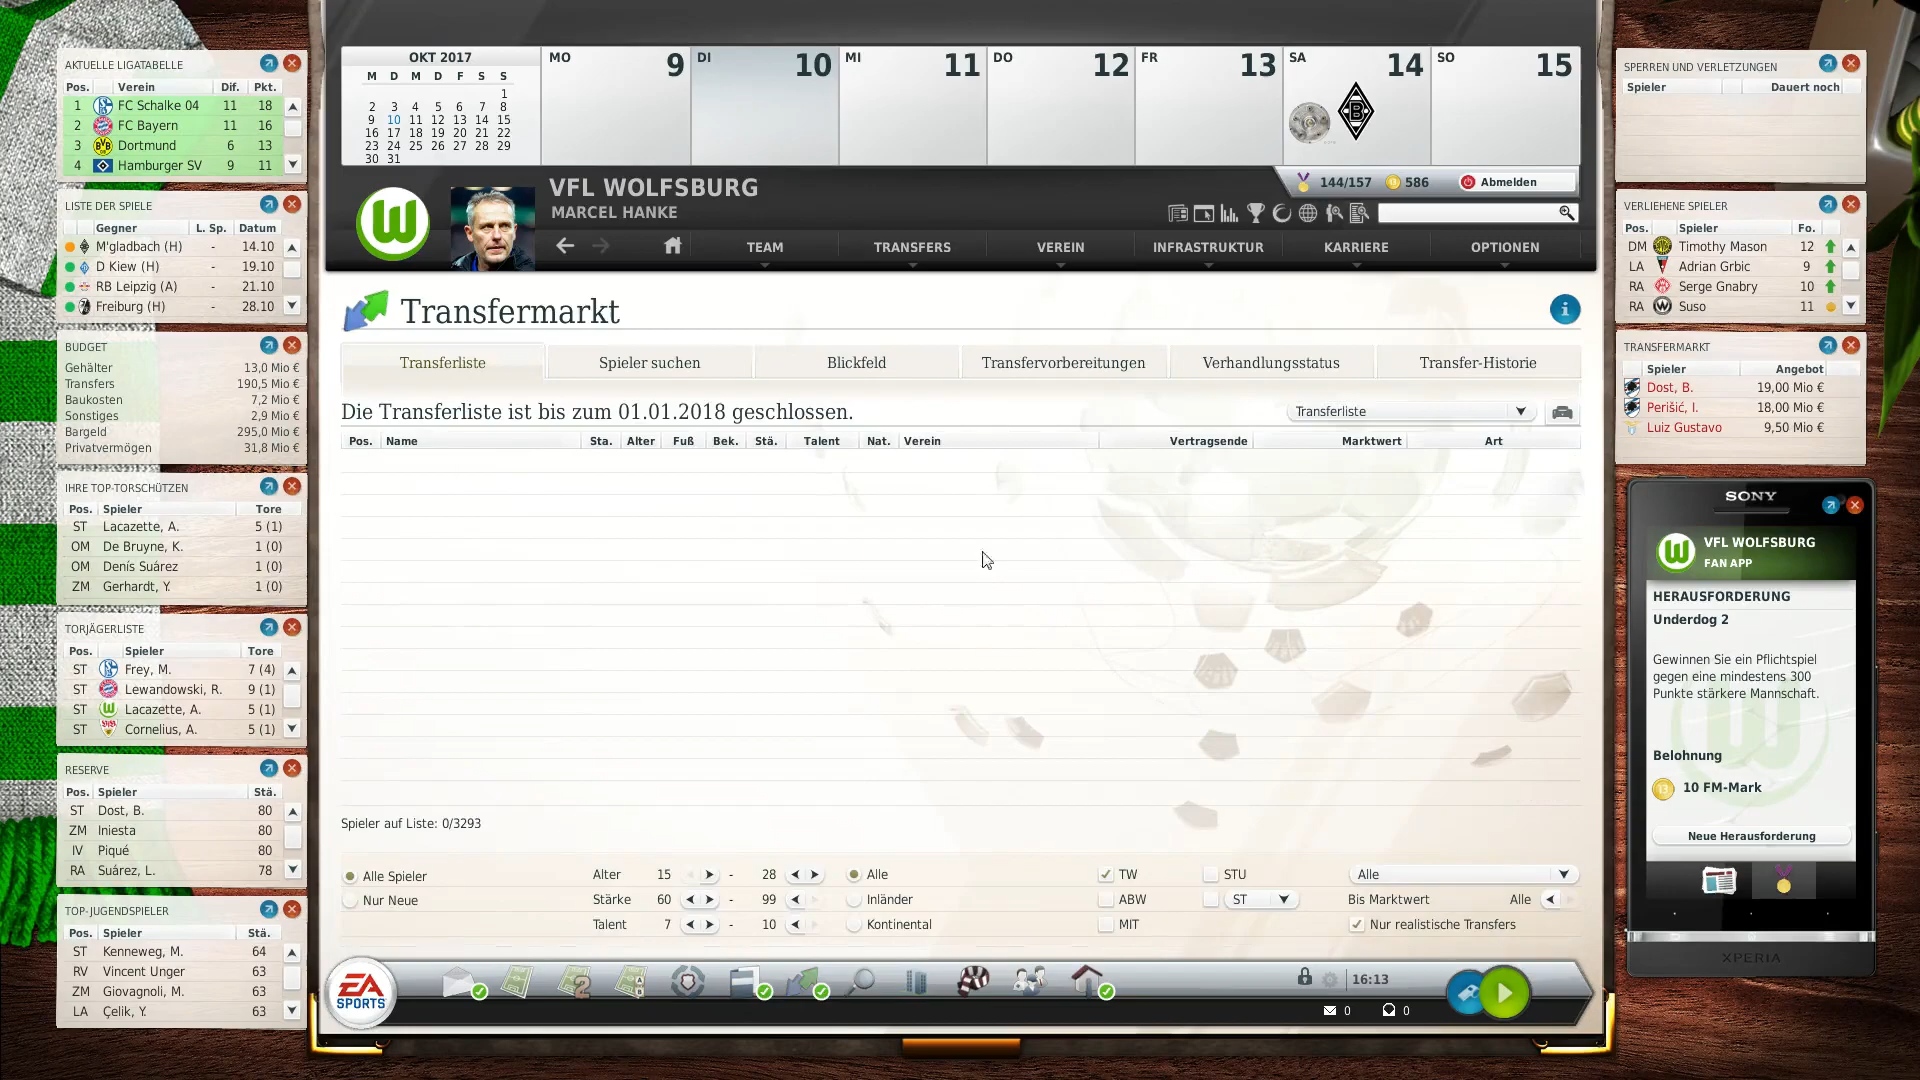 AKTUELLE LIGATABELLE
Pos. Verein Dif. Pkt.
1 FC Schalke 04 11 18
2 FC Bayern 11 16
3 Dortmund 6 13
4 Hamburger SV 9 11
LISTE DER SPIELE
Gegner L. Sp. Datum
M'gladbach (H) - 14.10
D Kiew (H) - 19.10
RB Leipzig (A) - 21.10
Freiburg (H) - 28.10
BUDGET
Gehälter 13,0 Mio €
Transfers 190,5 Mio €
Baukosten 7,2 Mio €
Sonstiges 2,9 Mio €
Bargeld 295,0 Mio €
Privatvermögen 31,8 Mio €
IHRE TOP-TORSCHÜTZEN
Pos. Spieler Tore
ST Lacazette, A. 5 (1)
OM De Bruyne, K. 1 (0)
OM Denís Suárez 1 (0)
ZM Gerhardt, Y. 1 (0)
TORJÄGERLISTE
Pos. Spieler Tore
ST Frey, M. 7 (4)
ST Lewandowski, R. 9 (1)
ST Lacazette, A. 5 (1)
ST Cornelius, A. 5 (1)
RESERVE
Pos. Spieler Stä.
ST Dost, B. 80
ZM Iniesta 80
IV Piqué 80
RA Suárez, L. 78
TOP-JUGENDSPIELER
Pos. Spieler Stä.
ST Kenneweg, M. 64
RV Vincent Unger 63
ZM Giovagnoli, M. 63
LA Çelik, Y. 63
OKT 2017
M D M D F S S
1
2 3 4 5 6 7 8
9 10 11 12 13 14 15
16 17 18 19 20 21 22
23 24 25 26 27 28 29
30 31
MO 9 DI 10 MI 11 DO 12 FR 13 SA 14 SO 15
VFL WOLFSBURG
MARCEL HANKE
144/157 586 Abmelden
TEAM TRANSFERS VEREIN INFRASTRUKTUR KARRIERE OPTIONEN
Transfermarkt
Transferliste Spieler suchen Blickfeld Transfervorbereitungen Verhandlungsstatus Transfer-Historie
Die Transferliste ist bis zum 01.01.2018 geschlossen.
Transferliste
Pos. Name Sta. Alter Fuß Bek. Stä. Talent Nat. Verein Vertragsende Marktwert Art
Spieler auf Liste: 0/3293
Alle Spieler Alter 15 - 28 Alle TW STU Alle
Nur Neue Stärke 60 - 99 Inländer ABW ST Bis Marktwert Alle
Talent 7 - 10 Kontinental MIT Nur realistische Transfers
EA SPORTS
2
16:13
0 0
SPERREN UND VERLETZUNGEN
Spieler Dauert noch
VERLIEHENE SPIELER
Pos. Spieler Fo.
DM Timothy Mason 12
LA Adrian Grbic 9
RA Serge Gnabry 10
RA Suso 11
TRANSFERMARKT
Spieler Angebot
Dost, B. 19,00 Mio €
Perišić, I. 18,00 Mio €
Luiz Gustavo 9,50 Mio €
SONY
VFL WOLFSBURG
FAN APP
HERAUSFORDERUNG
Underdog 2
Gewinnen Sie ein Pflichtspiel
gegen eine mindestens 300
Punkte stärkere Mannschaft.
Belohnung
13 10 FM-Mark
Neue Herausforderung
XPERIA